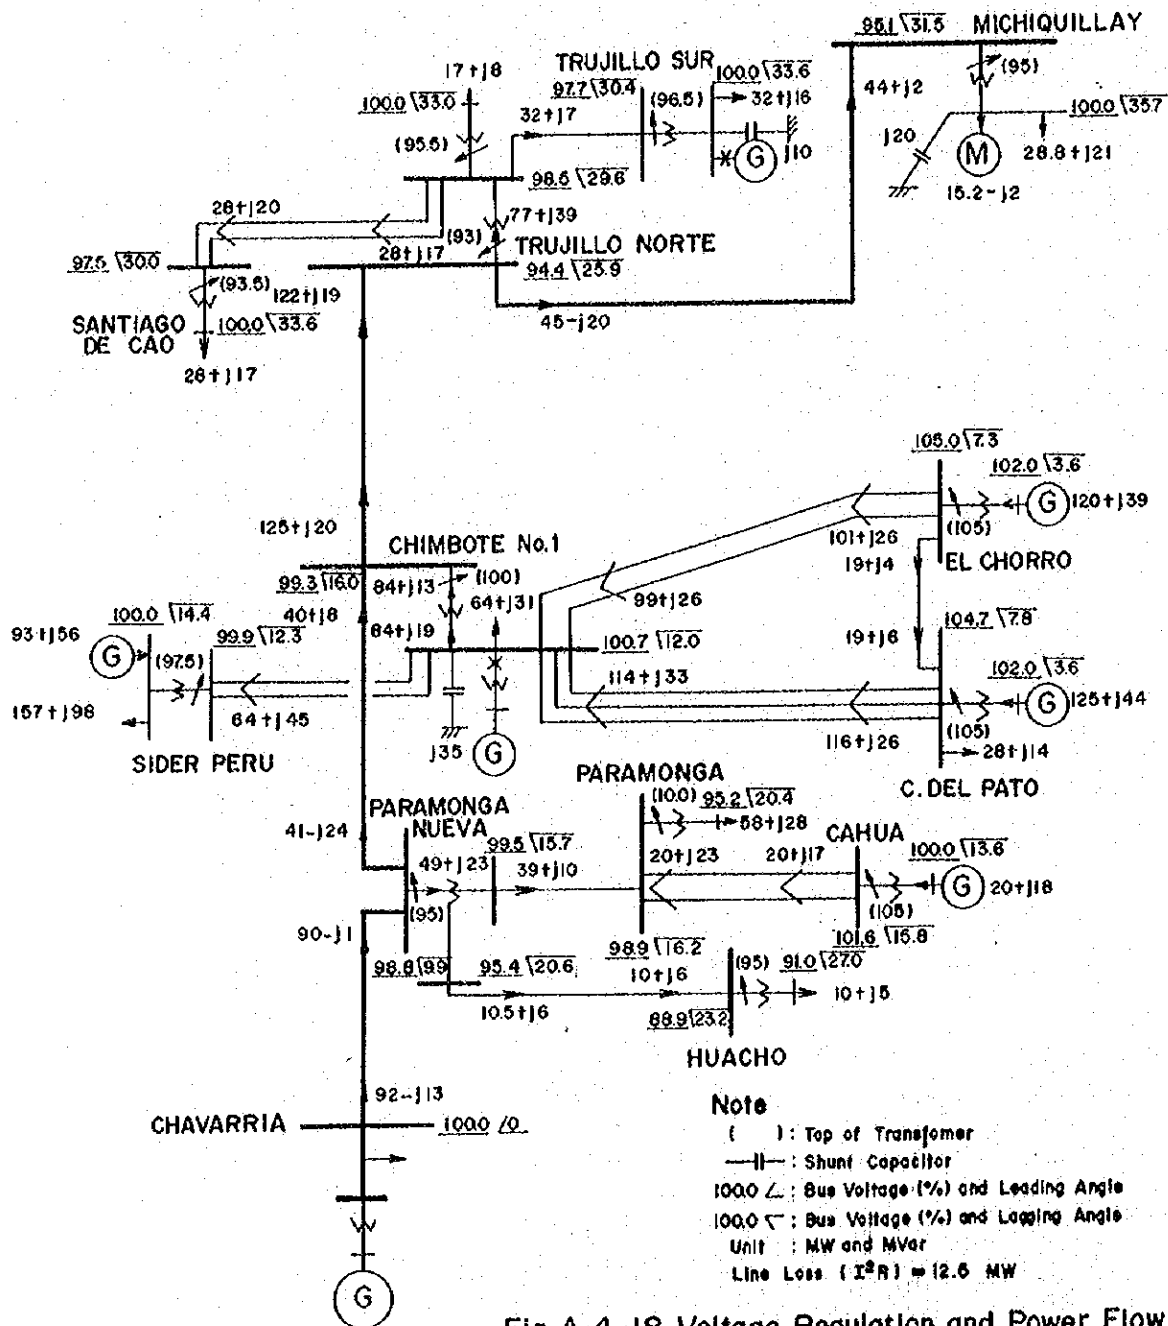 95.1 31.5 MICHIQUILLAY
17+j8
TRUJILLO SUR
100.0 33.6
(95)
44+j2
100.0 33.0
97.7 30.4
(96.5)
32+j16
100.0 35.7
32+j7
(95.5)
j20
G
j10
M
28.8+j21
98.5 29.6
15.2-j2
28+j20
77+j39
(93)
TRUJILLO NORTE
28+j17
97.5 30.0
94.4 25.9
(93.5)
122+j19
45-j20
SANTIAGO
DE CAO
100.0 33.6
28+j17
105.0 7.3
102.0 3.6
G
120+j39
125+j20
(105)
101+j26
CHIMBOTE No.1
EL CHORRO
19+j4
99.3 16.0
84+j13
(100)
64+j31
99+j26
100.0 14.4
40+j8
93+j56
99.9 12.3
84+j19
104.7 7.8
G
(97.5)
100.7 12.0
19+j6
102.0 3.6
114+j33
G
125+j44
157+j98
64+j45
(105)
116+j26
28+j14
SIDER PERU
j35
G
C. DEL PATO
PARAMONGA
PARAMONGA
NUEVA
(10.0)
95.2 20.4
58+j28
41-j24
99.5 15.7
CAHUA
49+j23
39+j10
20+j23
20+j17
100.0 13.6
G
20+j18
(95)
(105)
90-j1
98.8 9.9
95.4 20.6
98.9 16.2
101.6 15.8
10+j6
(95)
91.0 27.0
10.5+j6
10+j5
88.9 23.2
HUACHO
92-j13
CHAVARRIA
100.0 /0
G
Note
( ) : Tap of Transfomer
: Shunt Capacitor
100.0 ∠ : Bus Voltage (%) and Leading Angle
100.0 : Bus Voltage (%) and Lagging Angle
Unit : MW and MVar
Line Loss ( I²R ) = 12.5 MW
Fig A-4-18 Voltage Regulation and Power Flow